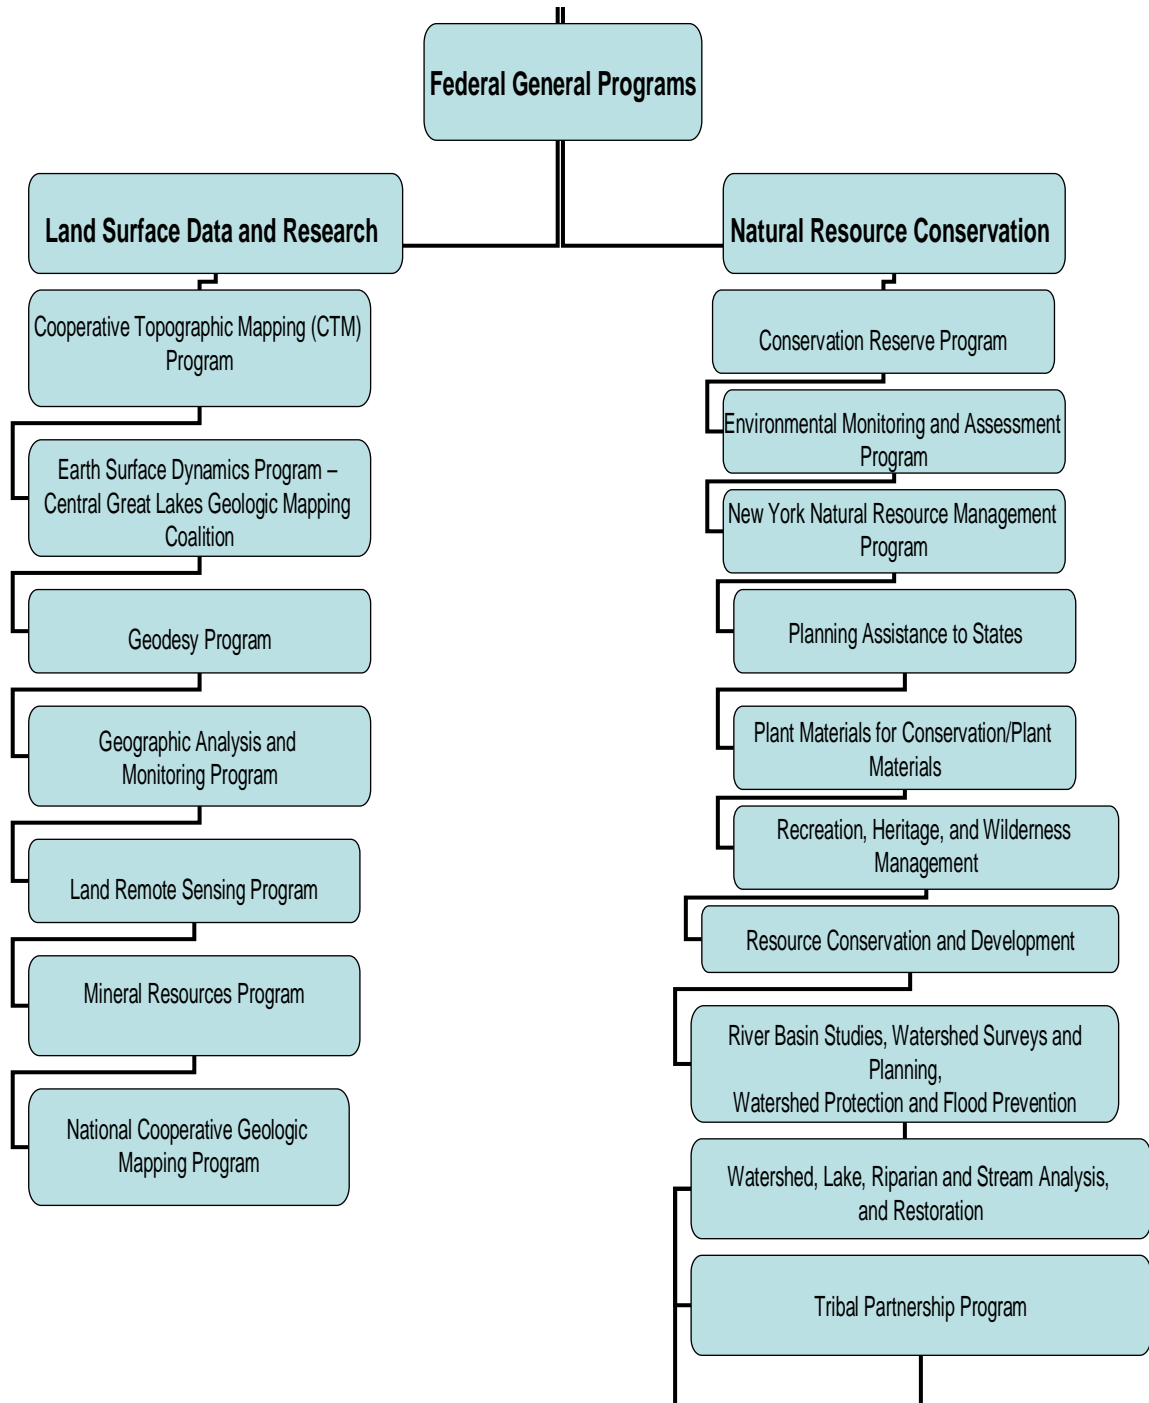 Federal General Programs
Land Surface Data and Research
Cooperative Topographic Mapping (CTM)
Program
Earth Surface Dynamics Program –
Central Great Lakes Geologic Mapping
Coalition
Geodesy Program
Geographic Analysis and
Monitoring Program
Land Remote Sensing Program
Mineral Resources Program
National Cooperative Geologic
Mapping Program
Natural Resource Conservation
Conservation Reserve Program
Environmental Monitoring and Assessment
Program
New York Natural Resource Management
Program
Planning Assistance to States
Plant Materials for Conservation/Plant
Materials
Recreation, Heritage, and Wilderness
Management
Resource Conservation and Development
River Basin Studies, Watershed Surveys and
Planning,
Watershed Protection and Flood Prevention
Watershed, Lake, Riparian and Stream Analysis,
and Restoration
Tribal Partnership Program